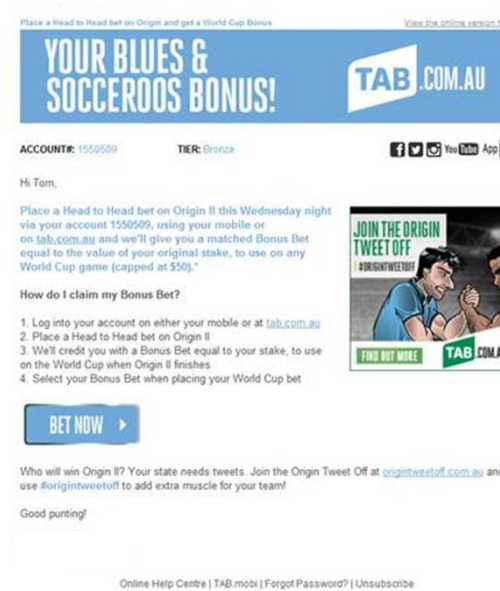 Place a Head to Head bet on Origin and get a World Cup Bonus
View the online version
YOUR BLUES &
SOCCEROOS BONUS!
TAB.COM.AU
ACCOUNT#: 1550509
TIER: Bronze
You Tube App
Hi Tom,
Place a Head to Head bet on Origin II this Wednesday night
via your account 1550509, using your mobile or
on tab.com.au and we'll give you a matched Bonus Bet
equal to the value of your original stake, to use on any
World Cup game (capped at $50).*
JOIN THE ORIGIN
TWEET OFF
#ORIGINTWEETOFF
FIND OUT MORE
TAB.COM.A
How do I claim my Bonus Bet?
1. Log into your account on either your mobile or at tab.com.au
2. Place a Head to Head bet on Origin II
3. We'll credit you with a Bonus Bet equal to your stake, to use
on the World Cup when Origin II finishes
4. Select your Bonus Bet when placing your World Cup bet
BET NOW
Who will win Origin II? Your state needs tweets. Join the Origin Tweet Off at origintweetoff.com.au and
use #origintweetoff to add extra muscle for your team!
Good punting!
Online Help Centre | TAB.mobi | Forgot Password? | Unsubscribe